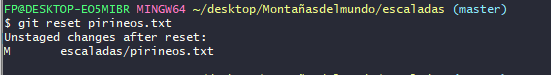 FP@DESKTOP-EO5MIBR MINGW64 ~/desktop/Montañasdelmundo/escaladas (master)
$ git reset pirineos.txt
Unstaged changes after reset:
M       escaladas/pirineos.txt